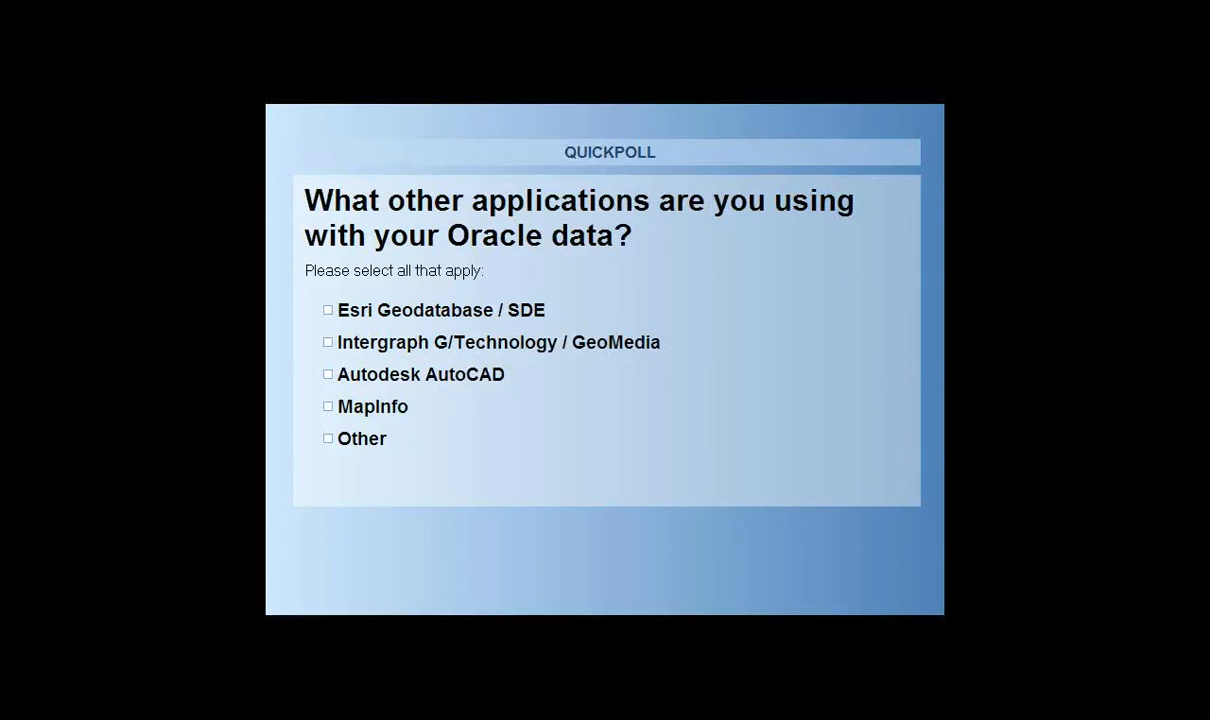 QUICKPOLL
What other applications are you using
with your Oracle data?
Please select all that apply:
Esri Geodatabase / SDE
Intergraph G/Technology / GeoMedia
Autodesk AutoCAD
MapInfo
Other